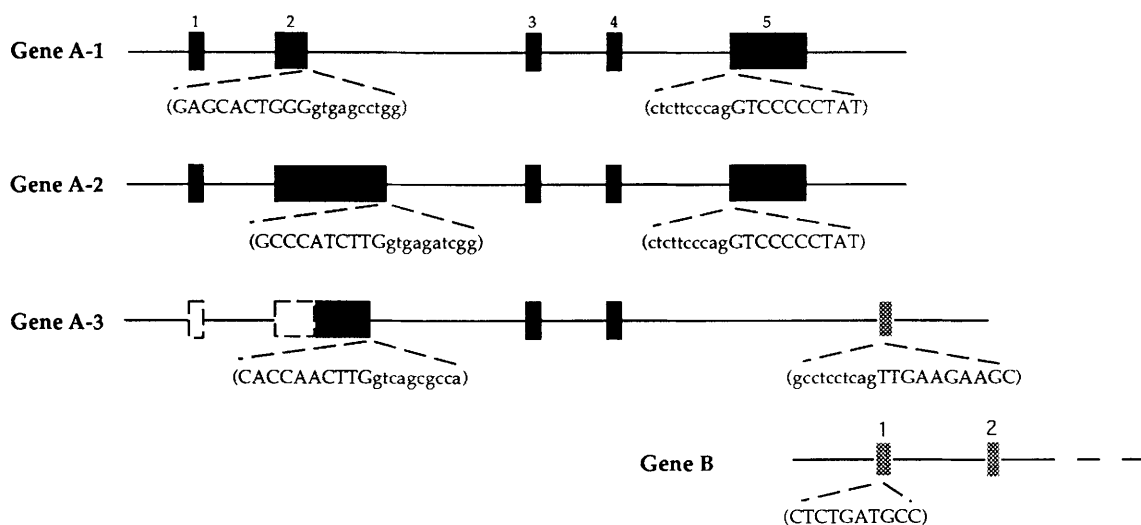 1 2 3 4 5
Gene A-1
(GAGCACTGGGgtgagcctgg) (ctcttcccagGTCCCCCTAT)
Gene A-2
(GCCCATCTTGgtgagatcgg) (ctcttcccagGTCCCCCTAT)
Gene A-3
(CACCAACTTGgtcagcgcca) (gcctcctcagTTGAAGAAGC)
1 2
Gene B
(CTCTGATGCC)